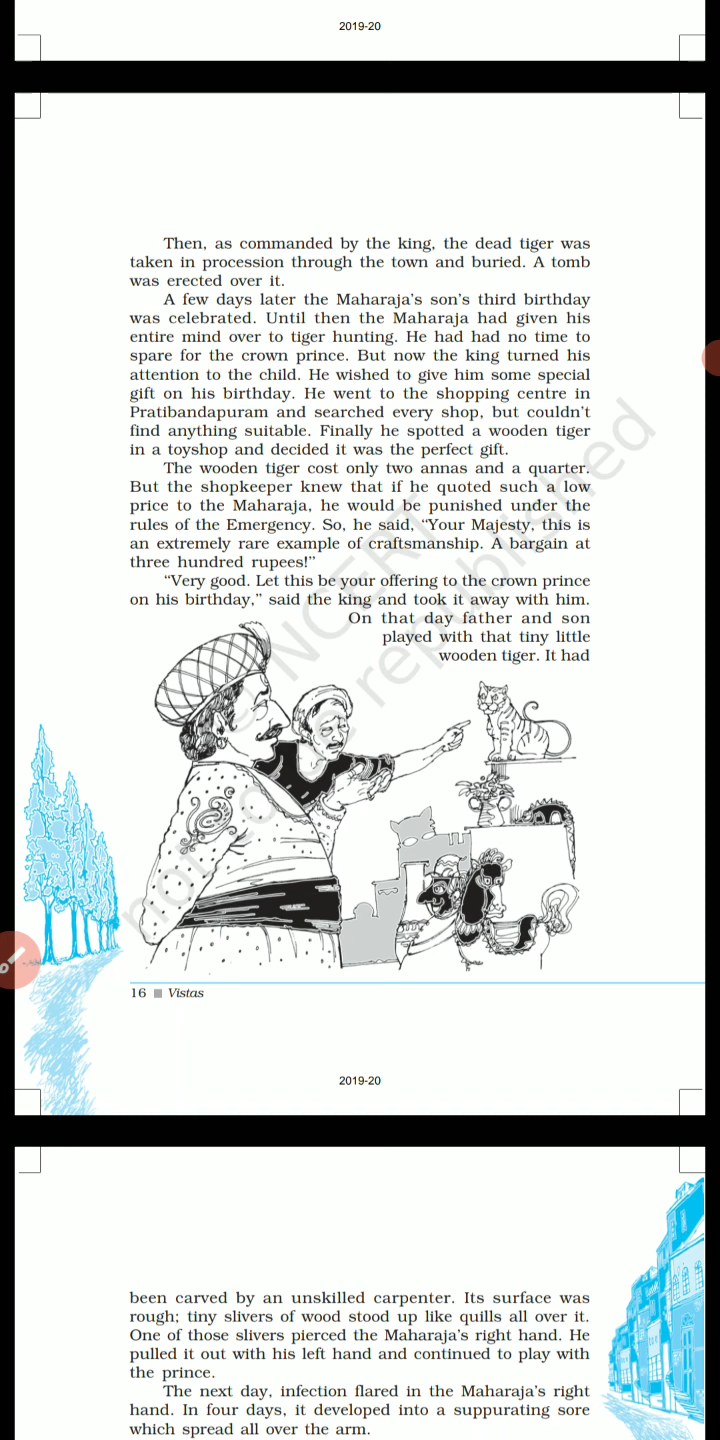 2019-20
Then, as commanded by the king, the dead tiger was
taken in procession through the town and buried. A tomb
was erected over it.
A few days later the Maharaja's son's third birthday
was celebrated. Until then the Maharaja had given his
entire mind over to tiger hunting. He had had no time to
spare for the crown prince. But now the king turned his
attention to the child. He wished to give him some special
gift on his birthday. He went to the shopping centre in
Pratibandapuram and searched every shop, but couldn't
find anything suitable. Finally he spotted a wooden tiger
in a toyshop and decided it was the perfect gift.
The wooden tiger cost only two annas and a quarter.
But the shopkeeper knew that if he quoted such a low
price to the Maharaja, he would be punished under the
rules of the Emergency. So, he said, “Your Majesty, this is
an extremely rare example of craftsmanship. A bargain at
three hundred rupees!”
“Very good. Let this be your offering to the crown prince
on his birthday,” said the king and took it away with him.
On that day father and son
played with that tiny little
wooden tiger. It had
NCERT
not to be republished
16 Vistas
2019-20
been carved by an unskilled carpenter. Its surface was
rough; tiny slivers of wood stood up like quills all over it.
One of those slivers pierced the Maharaja's right hand. He
pulled it out with his left hand and continued to play with
the prince.
The next day, infection flared in the Maharaja's right
hand. In four days, it developed into a suppurating sore
which spread all over the arm.